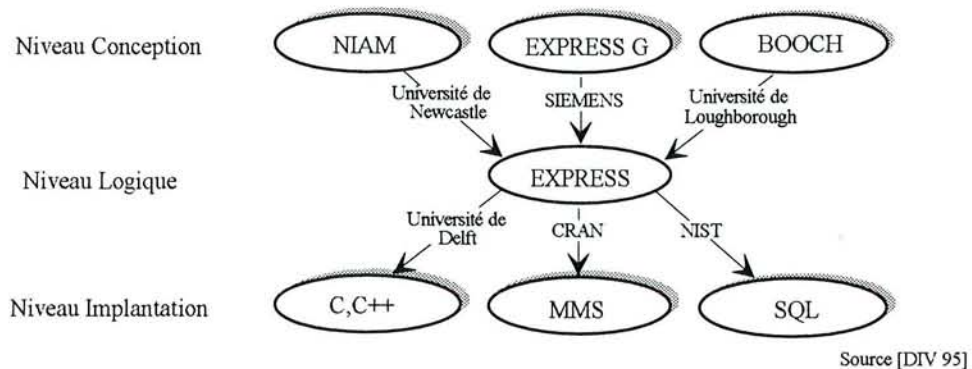 Niveau Conception
NIAM
EXPRESS G
BOOCH
Université de
Newcastle
SIEMENS
Université de
Loughborough
Niveau Logique
EXPRESS
Université de
Delft
CRAN
NIST
Niveau Implantation
C,C++
MMS
SQL
Source [DIV 95]